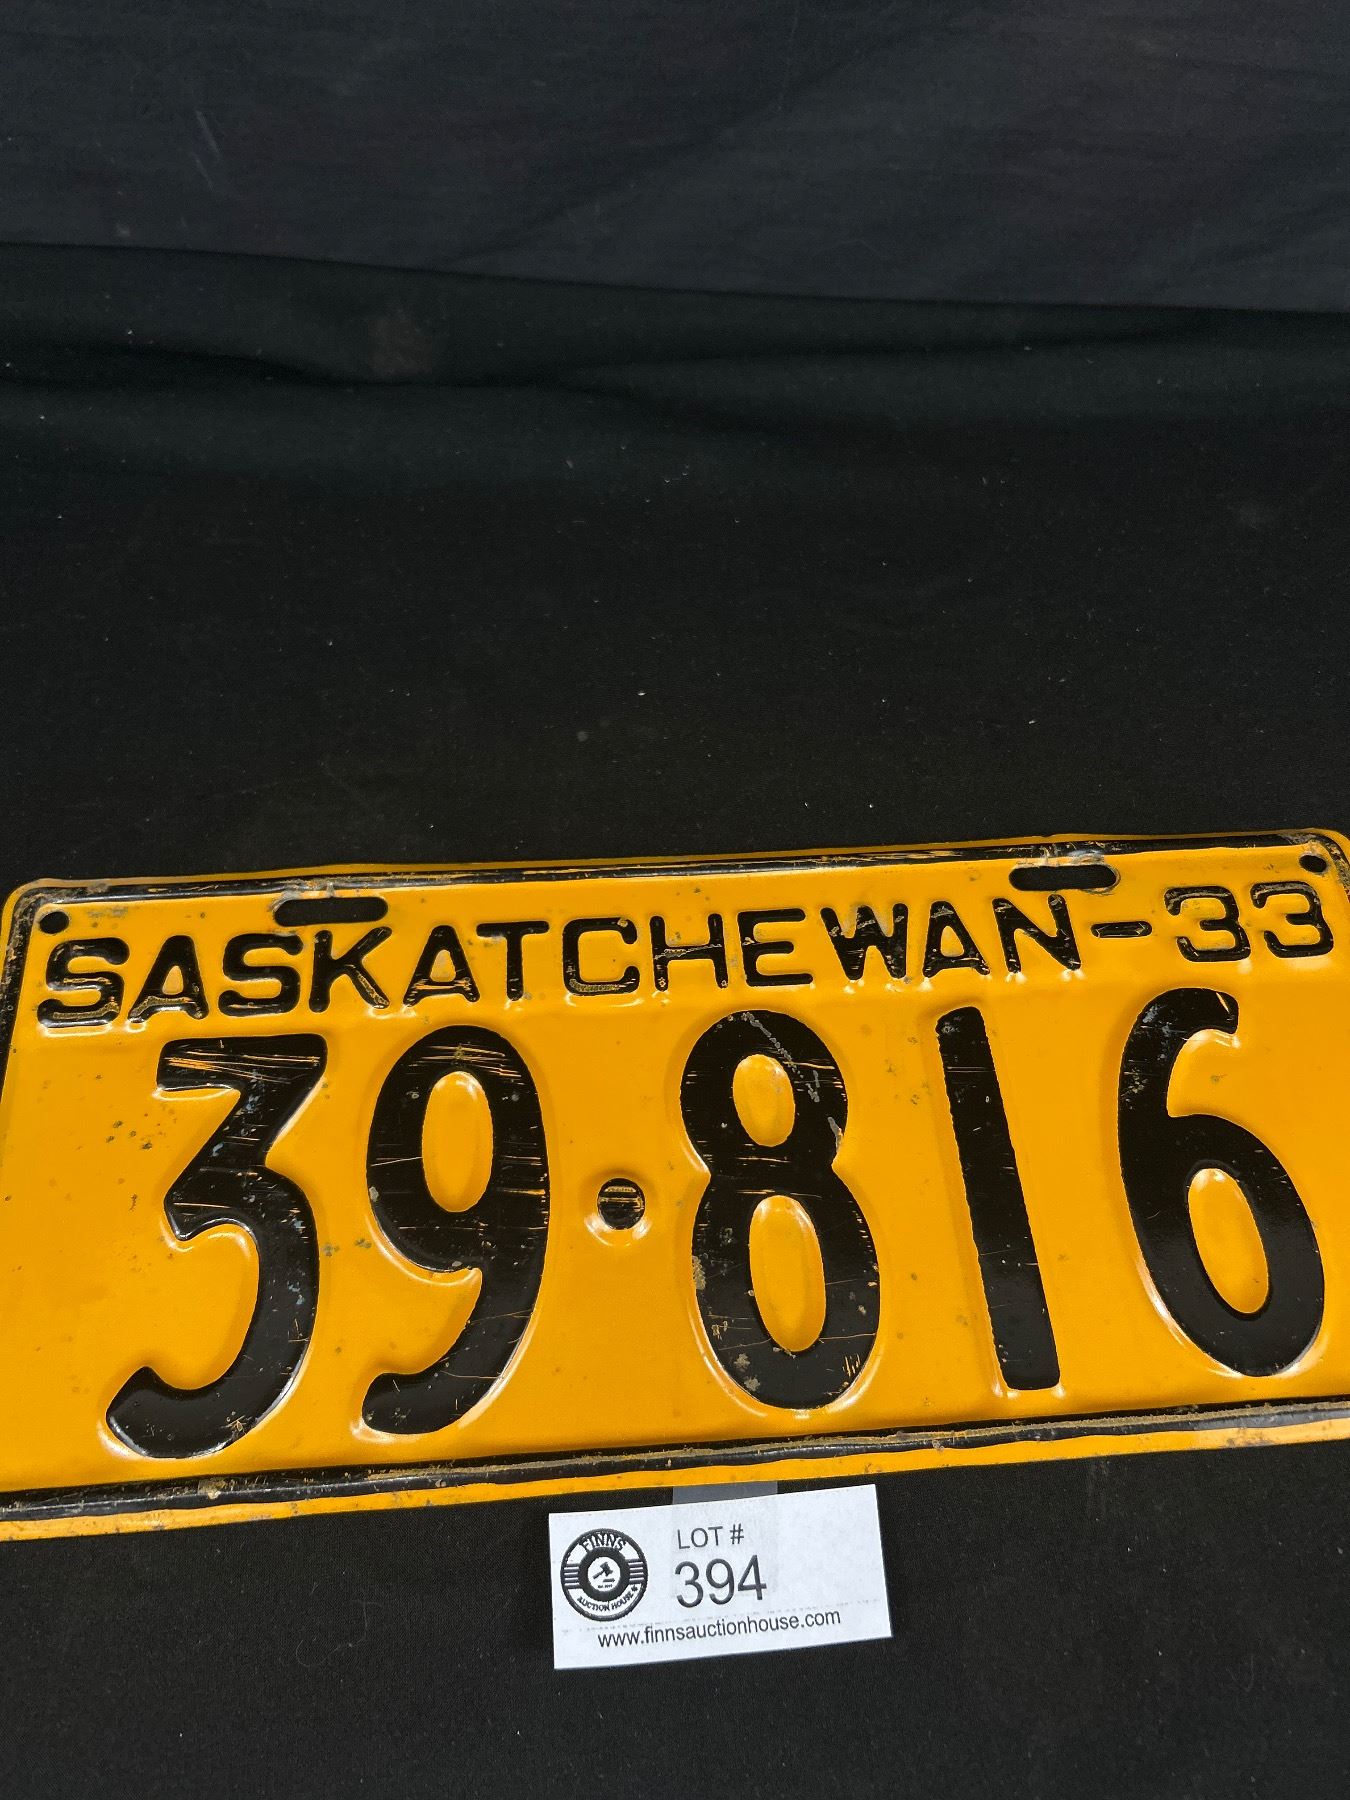 SASKATCHEWAN-33
39·816
FINNS
AUCTION HOUSE
LOT #
394
www.finnsauctionhouse.com